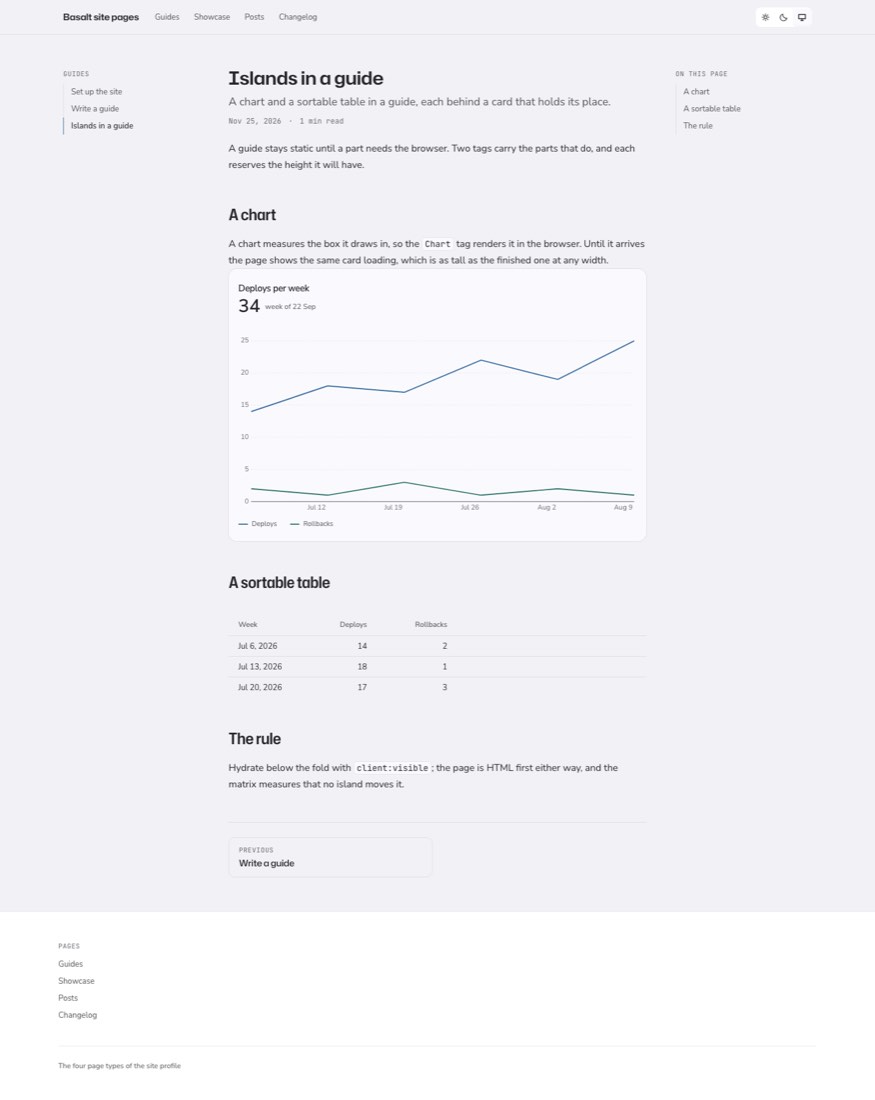 Basalt site pages Guides Showcase Posts Changelog
GUIDES
Set up the site
Write a guide
Islands in a guide
Islands in a guide
A chart and a sortable table in a guide, each behind a card that holds its place.
Nov 25, 2026 · 1 min read
A guide stays static until a part needs the browser. Two tags carry the parts that do, and each
reserves the height it will have.
A chart
A chart measures the box it draws in, so the Chart tag renders it in the browser. Until it arrives
the page shows the same card loading, which is as tall as the finished one at any width.
Deploys per week
34 week of 22 Sep
25
20
15
10
5
0
Jul 12 Jul 19 Jul 26 Aug 2 Aug 9
Deploys Rollbacks
A sortable table
Week Deploys Rollbacks
Jul 6, 2026 14 2
Jul 13, 2026 18 1
Jul 20, 2026 17 3
The rule
Hydrate below the fold with client:visible; the page is HTML first either way, and the
matrix measures that no island moves it.
PREVIOUS
Write a guide
ON THIS PAGE
A chart
A sortable table
The rule
PAGES
Guides
Showcase
Posts
Changelog
The four page types of the site profile